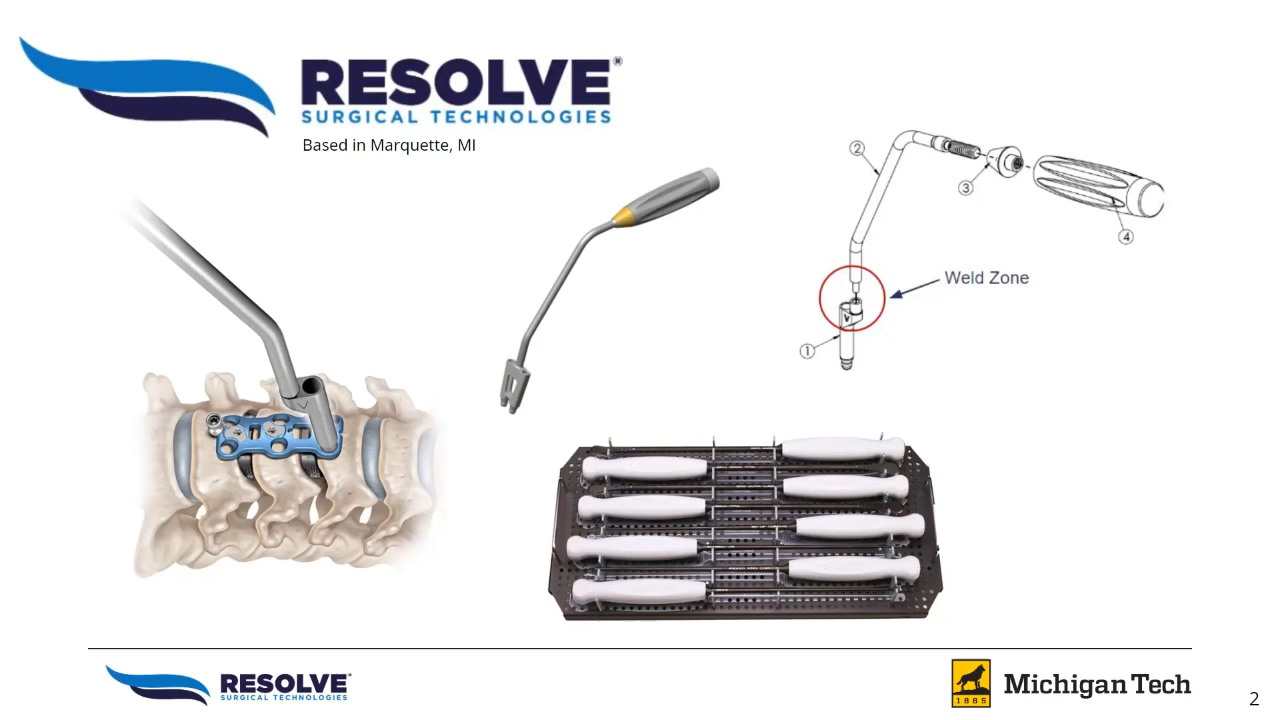 RESOLVE®
SURGICAL TECHNOLOGIES
Based in Marquette, MI
2
3
4
Weld Zone
1
V
V
RESOLVE®
SURGICAL TECHNOLOGIES
1885
Michigan Tech
2